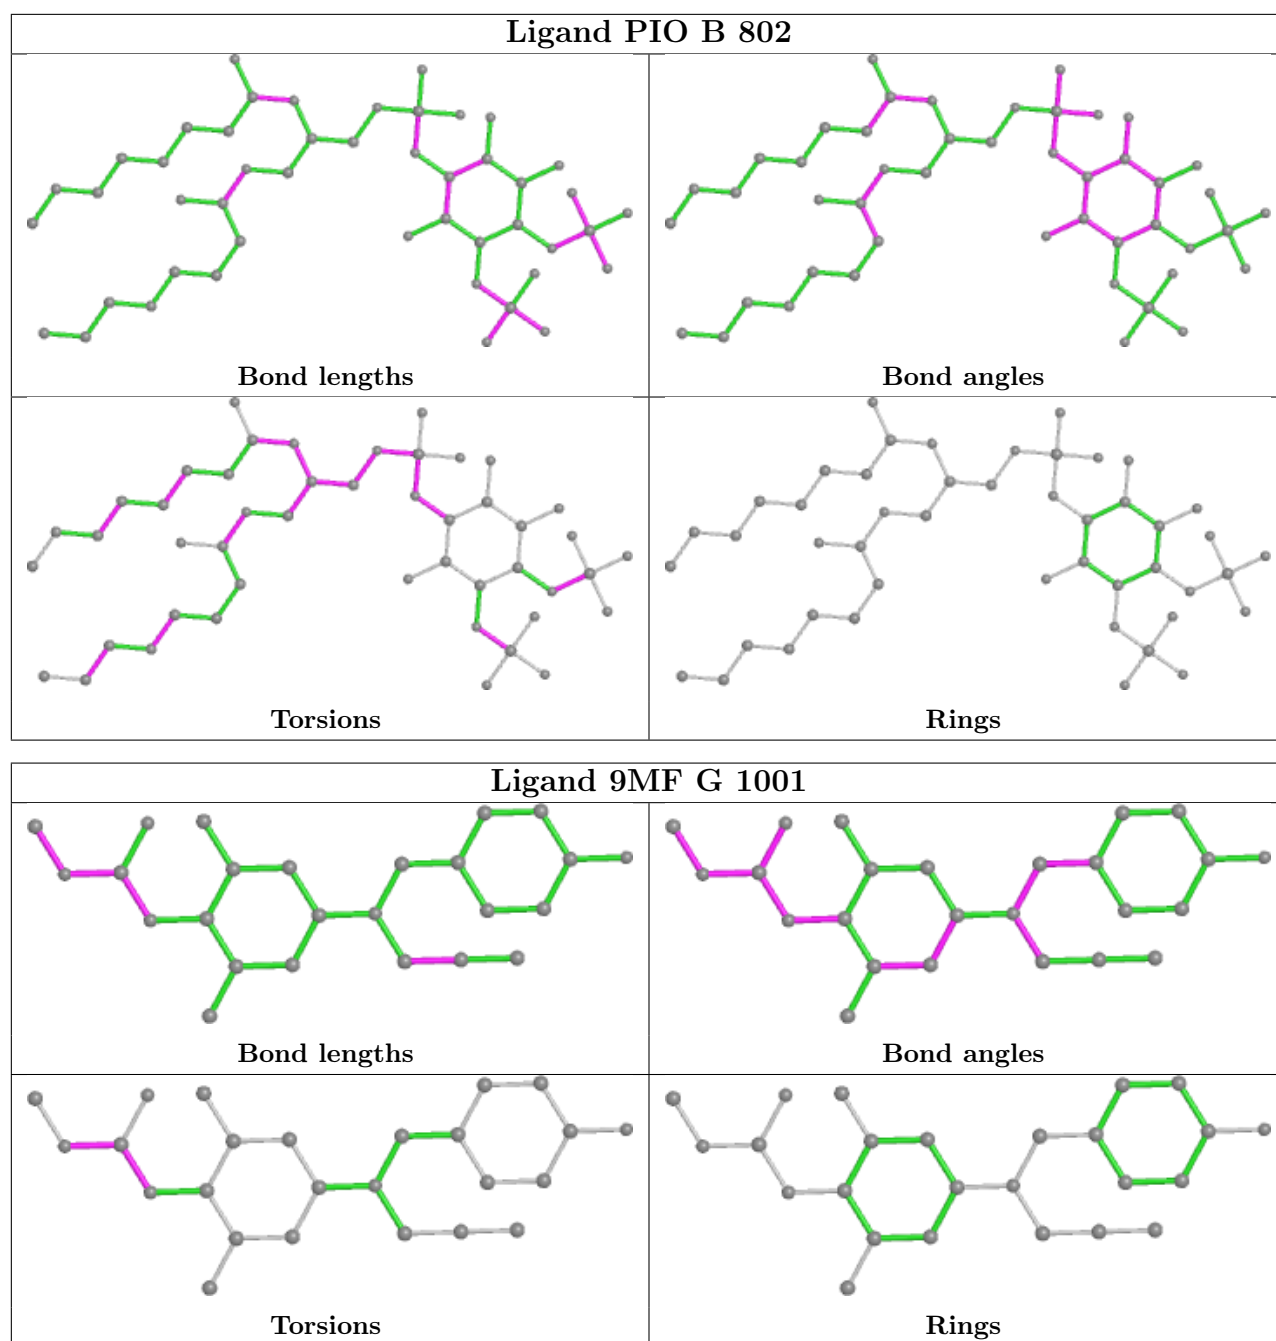 Ligand PIO B 802
Bond lengths
Bond angles
Torsions
Rings
Ligand 9MF G 1001
Bond lengths
Bond angles
Torsions
Rings